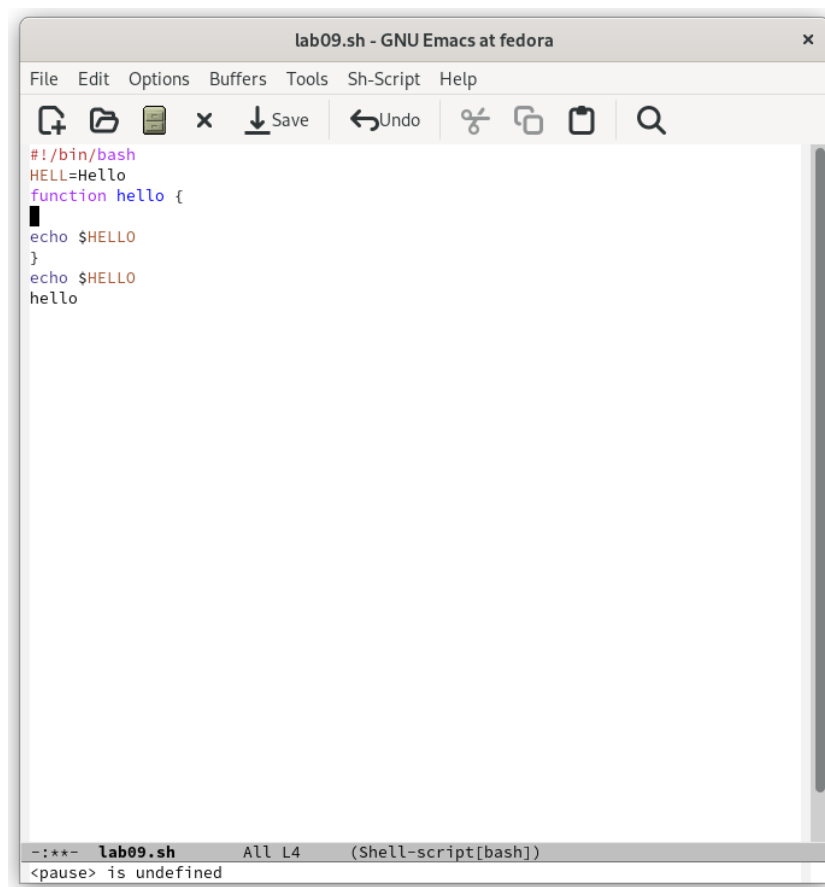 lab09.sh - GNU Emacs at fedora
File Edit Options Buffers Tools Sh-Script Help
Save Undo
#!/bin/bash
HELL=Hello
function hello {
echo $HELLO
}
echo $HELLO
hello
-:**- lab09.sh All L4 (Shell-script[bash])
<pause> is undefined